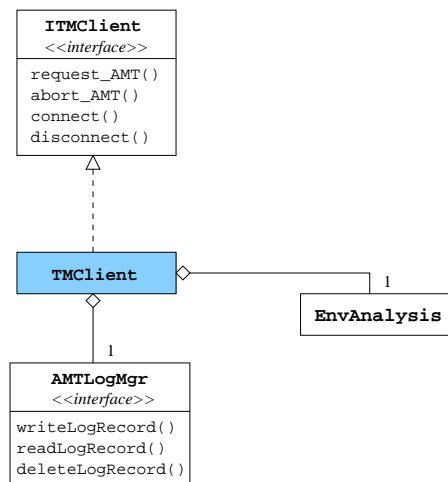 ITMClient
<<interface>>
request_AMT()
abort_AMT()
connect()
disconnect()
TMClient
1
EnvAnalysis
1
AMTLogMgr
<<interface>>
writeLogRecord()
readLogRecord()
deleteLogRecord()